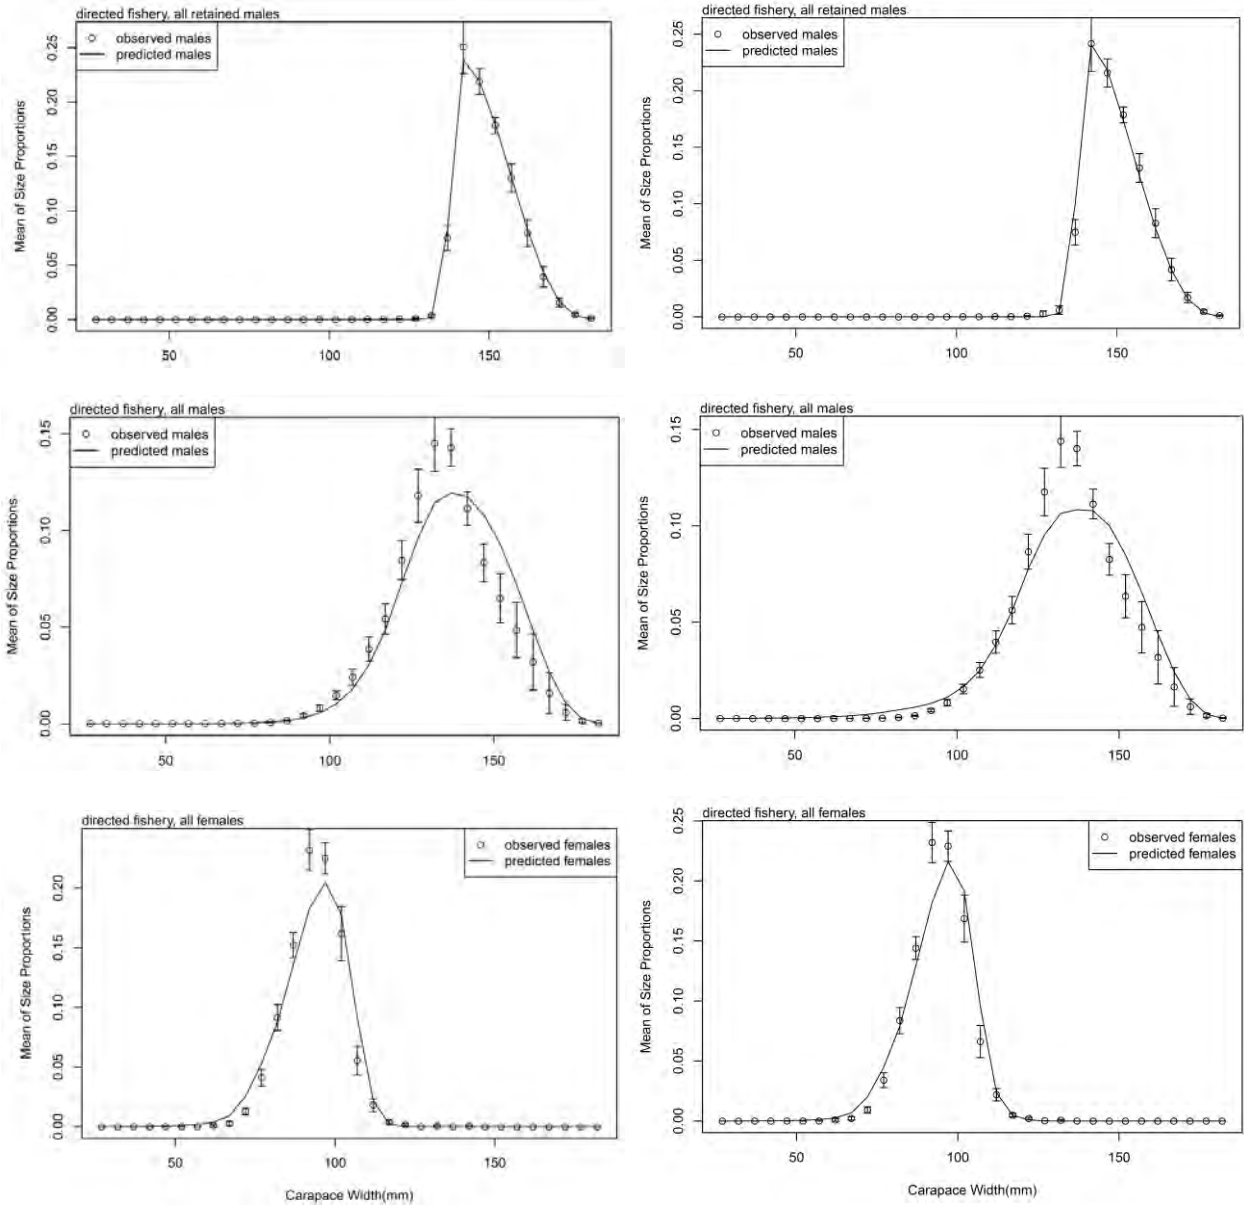 directed fishery, all retained males
observed males
predicted males
Mean of Size Proportions
0.00 0.05 0.10 0.15 0.20 0.25
50 100 150
directed fishery, all retained males
observed males
predicted males
Mean of Size Proportions
0.00 0.05 0.10 0.15 0.20 0.25
50 100 150
directed fishery, all males
observed males
predicted males
Mean of Size Proportions
0.00 0.05 0.10 0.15
50 100 150
directed fishery, all males
observed males
predicted males
Mean of Size Proportions
0.00 0.05 0.10 0.15
50 100 150
directed fishery, all females
observed females
predicted females
Mean of Size Proportions
0.00 0.05 0.10 0.15 0.20
50 100 150
Carapace Width(mm)
directed fishery, all females
observed females
predicted females
Mean of Size Proportions
0.00 0.05 0.10 0.15 0.20 0.25
50 100 150
Carapace Width(mm)